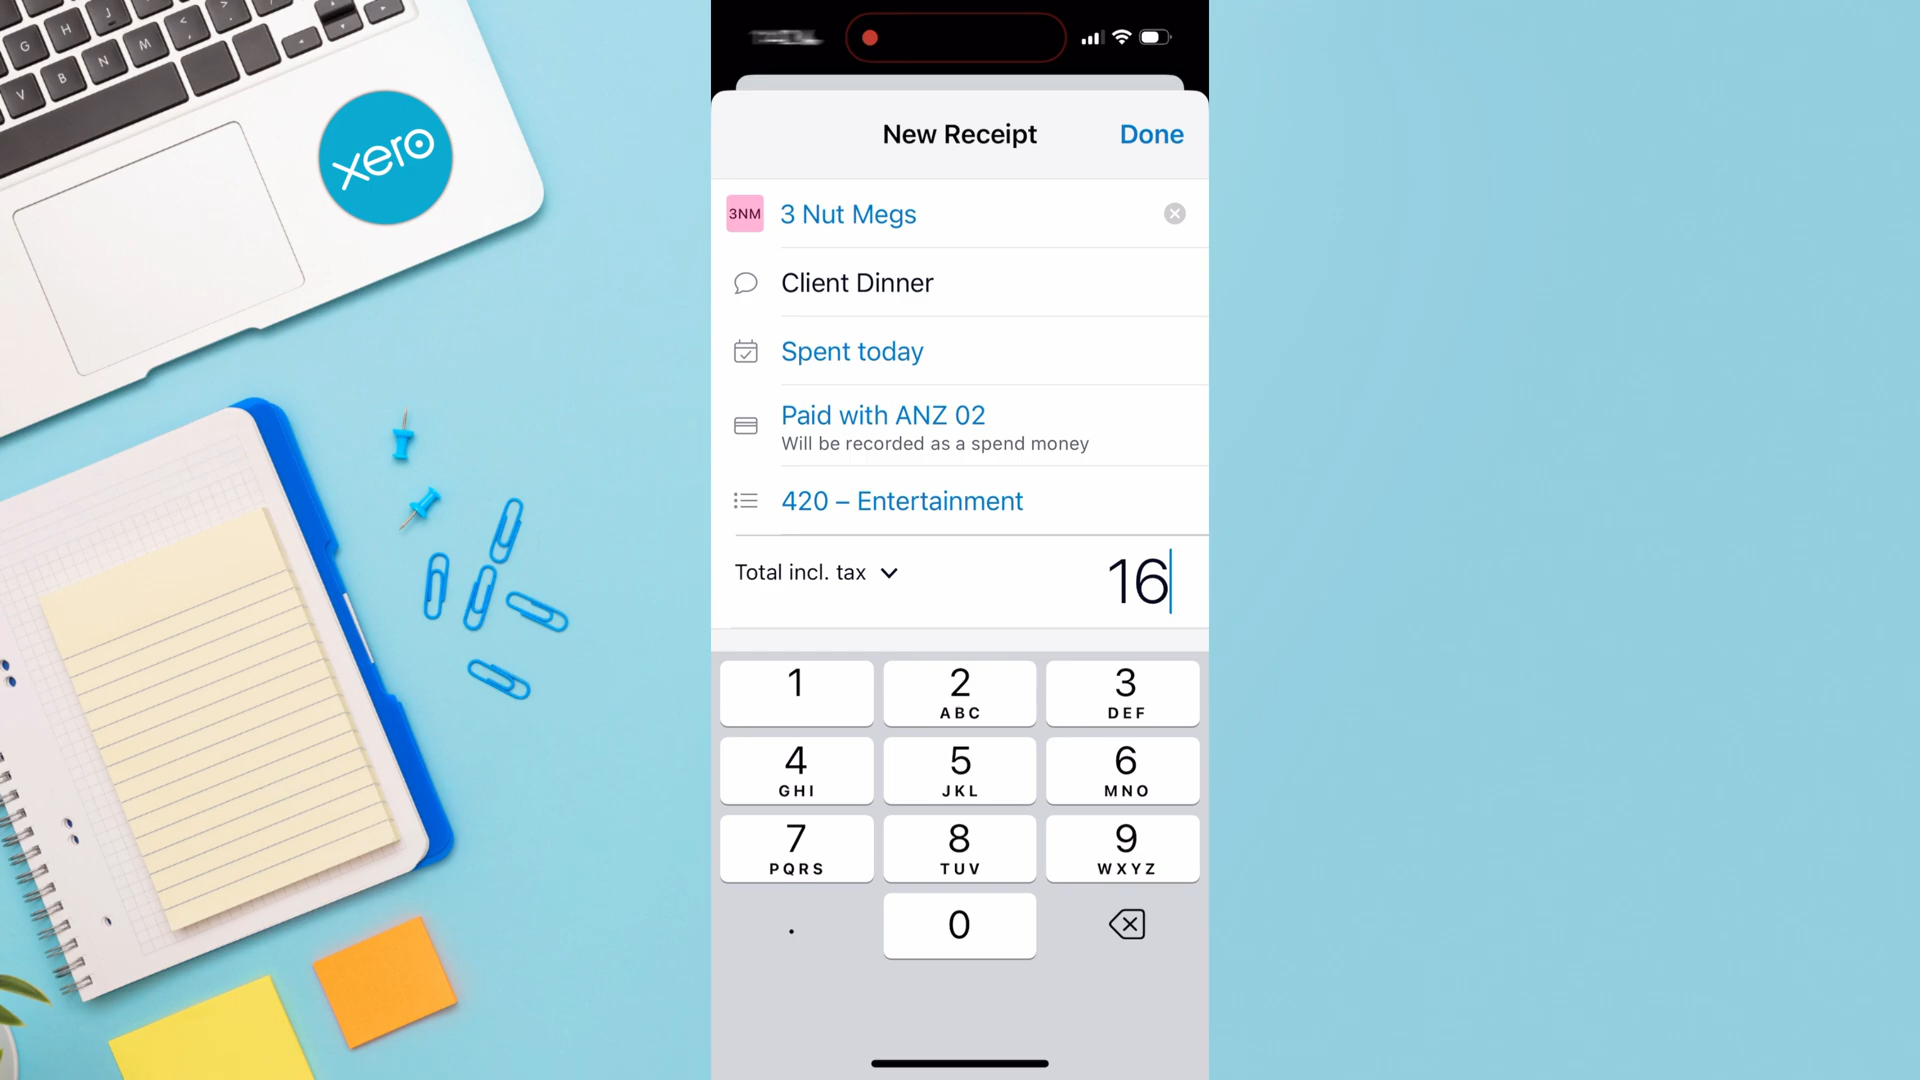 G
H
J
V
B
N
M
xero
New Receipt
Done
3NM
3 Nut Megs
Client Dinner
Spent today
Paid with ANZ 02
Will be recorded as a spend money
420 – Entertainment
Total incl. tax
16
1
2
3
ABC
DEF
4
5
6
GHI
JKL
MNO
7
8
9
PQRS
TUV
WXYZ
.
0